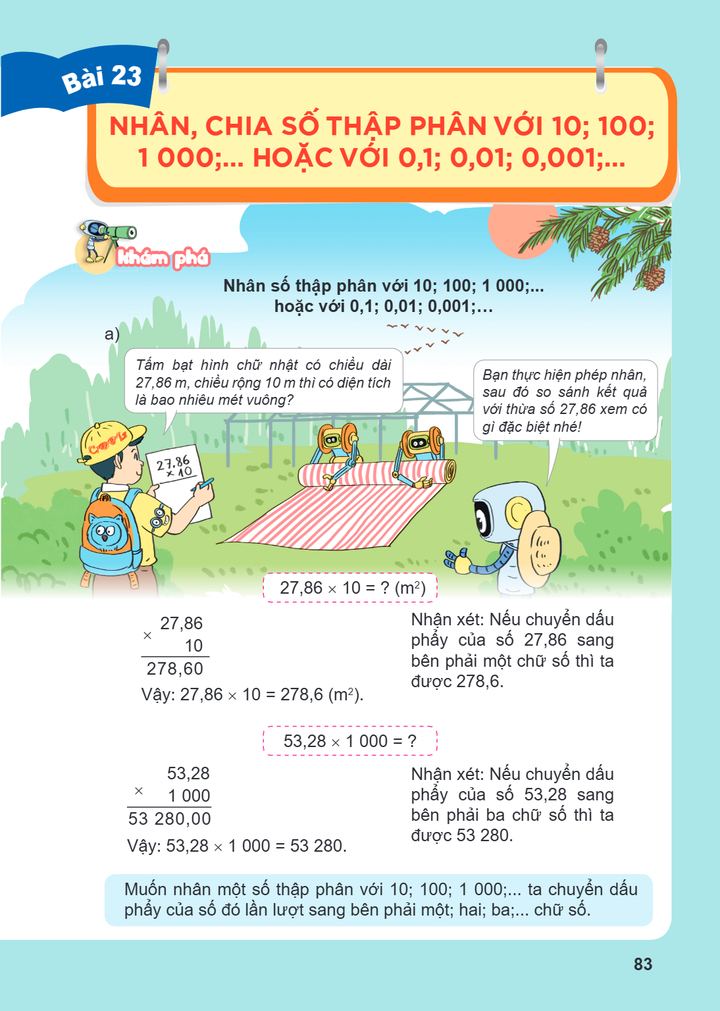 Bài 23
NHÂN, CHIA SỐ THẬP PHÂN VỚI 10; 100;
1 000;... HOẶC VỚI 0,1; 0,01; 0,001;...
Khám phá
Nhân số thập phân với 10; 100; 1 000;...
hoặc với 0,1; 0,01; 0,001;...
a)
Tấm bạt hình chữ nhật có chiều dài
27,86 m, chiều rộng 10 m thì có diện tích
là bao nhiêu mét vuông?
Bạn thực hiện phép nhân,
sau đó so sánh kết quả
với thừa số 27,86 xem có
gì đặc biệt nhé!
27,86
× 10
27,86 × 10 = ? (m²)
27,86
×
10
278,60
Vậy: 27,86 × 10 = 278,6 (m²).
Nhận xét: Nếu chuyển dấu
phẩy của số 27,86 sang
bên phải một chữ số thì ta
được 278,6.
53,28 × 1 000 = ?
53,28
×
1 000
53 280,00
Vậy: 53,28 × 1 000 = 53 280.
Nhận xét: Nếu chuyển dấu
phẩy của số 53,28 sang
bên phải ba chữ số thì ta
được 53 280.
Muốn nhân một số thập phân với 10; 100; 1 000;... ta chuyển dấu
phẩy của số đó lần lượt sang bên phải một; hai; ba;... chữ số.
83